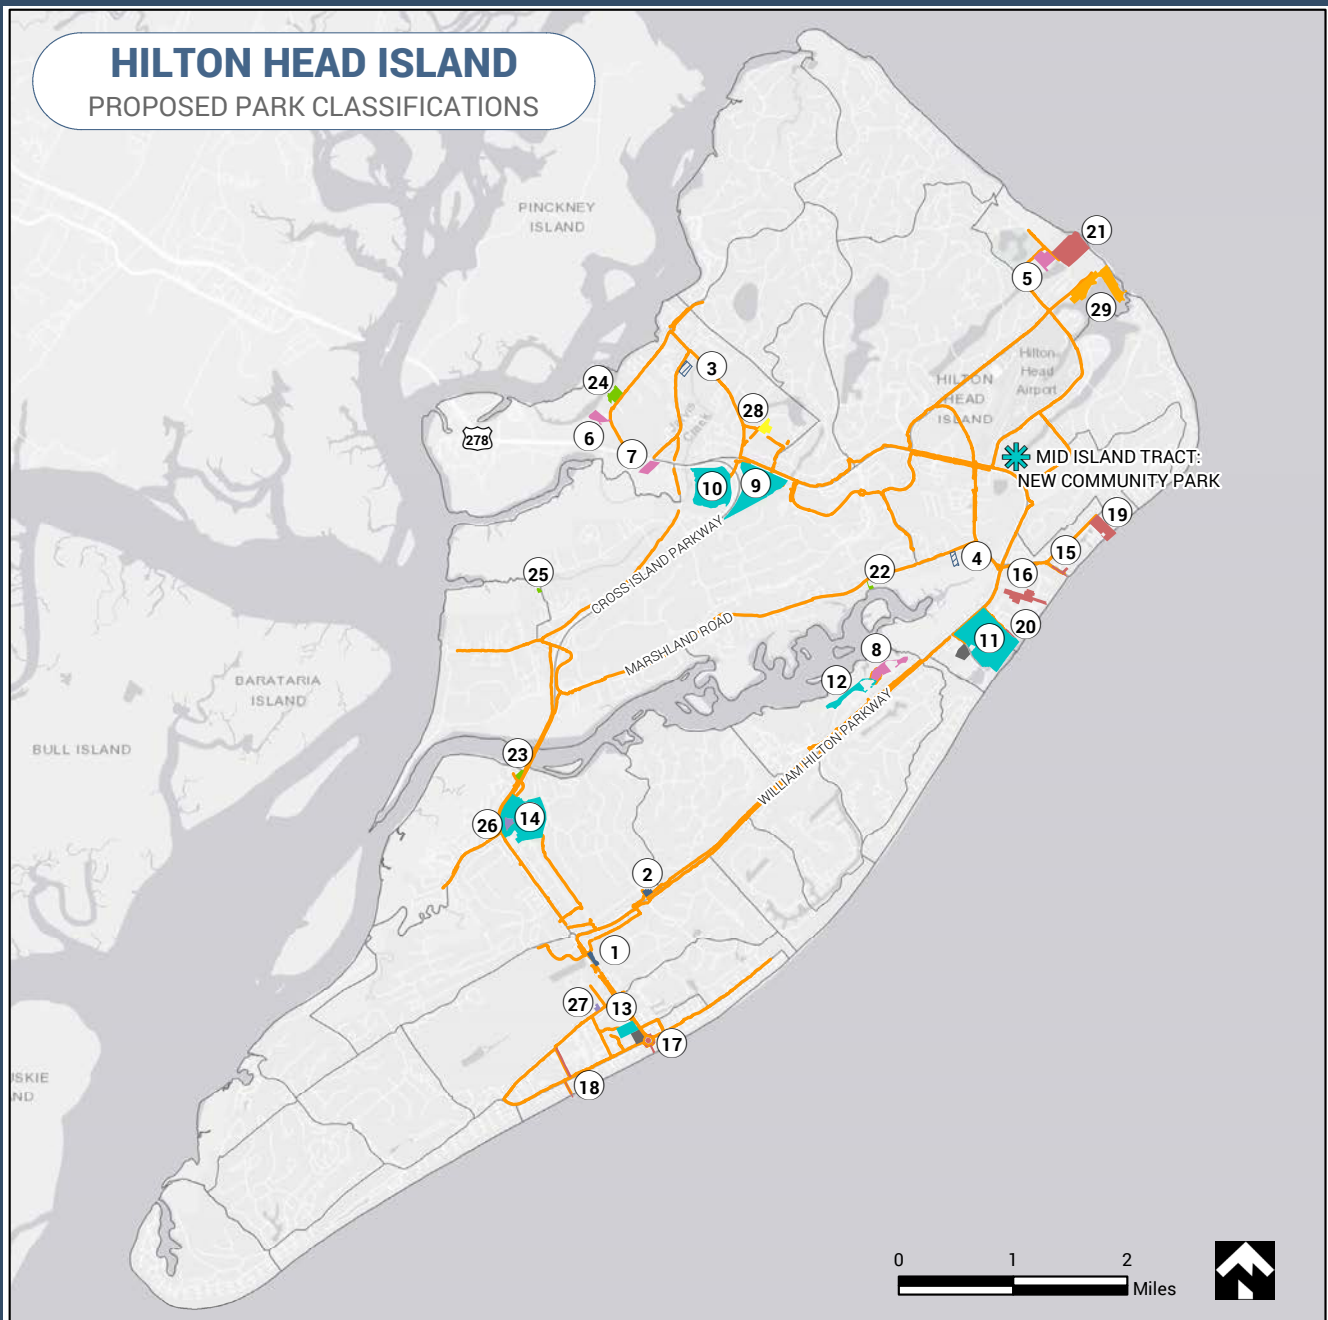 HILTON HEAD ISLAND
PROPOSED PARK CLASSIFICATIONS
PINCKNEY
ISLAND
21
5
29
Hilton
Head
Airport
HILTON
HEAD
ISLAND
3
24
28
6
278
7
MID ISLAND TRACT:
NEW COMMUNITY PARK
10
9
19
CROSS ISLAND PARKWAY
15
4
16
25
22
20
11
MARSHLAND ROAD
8
12
BARATARIA
ISLAND
BULL ISLAND
WILLIAM HILTON PARKWAY
23
14
26
2
1
27
13
17
18
USKIE
ND
0
1
2
Miles